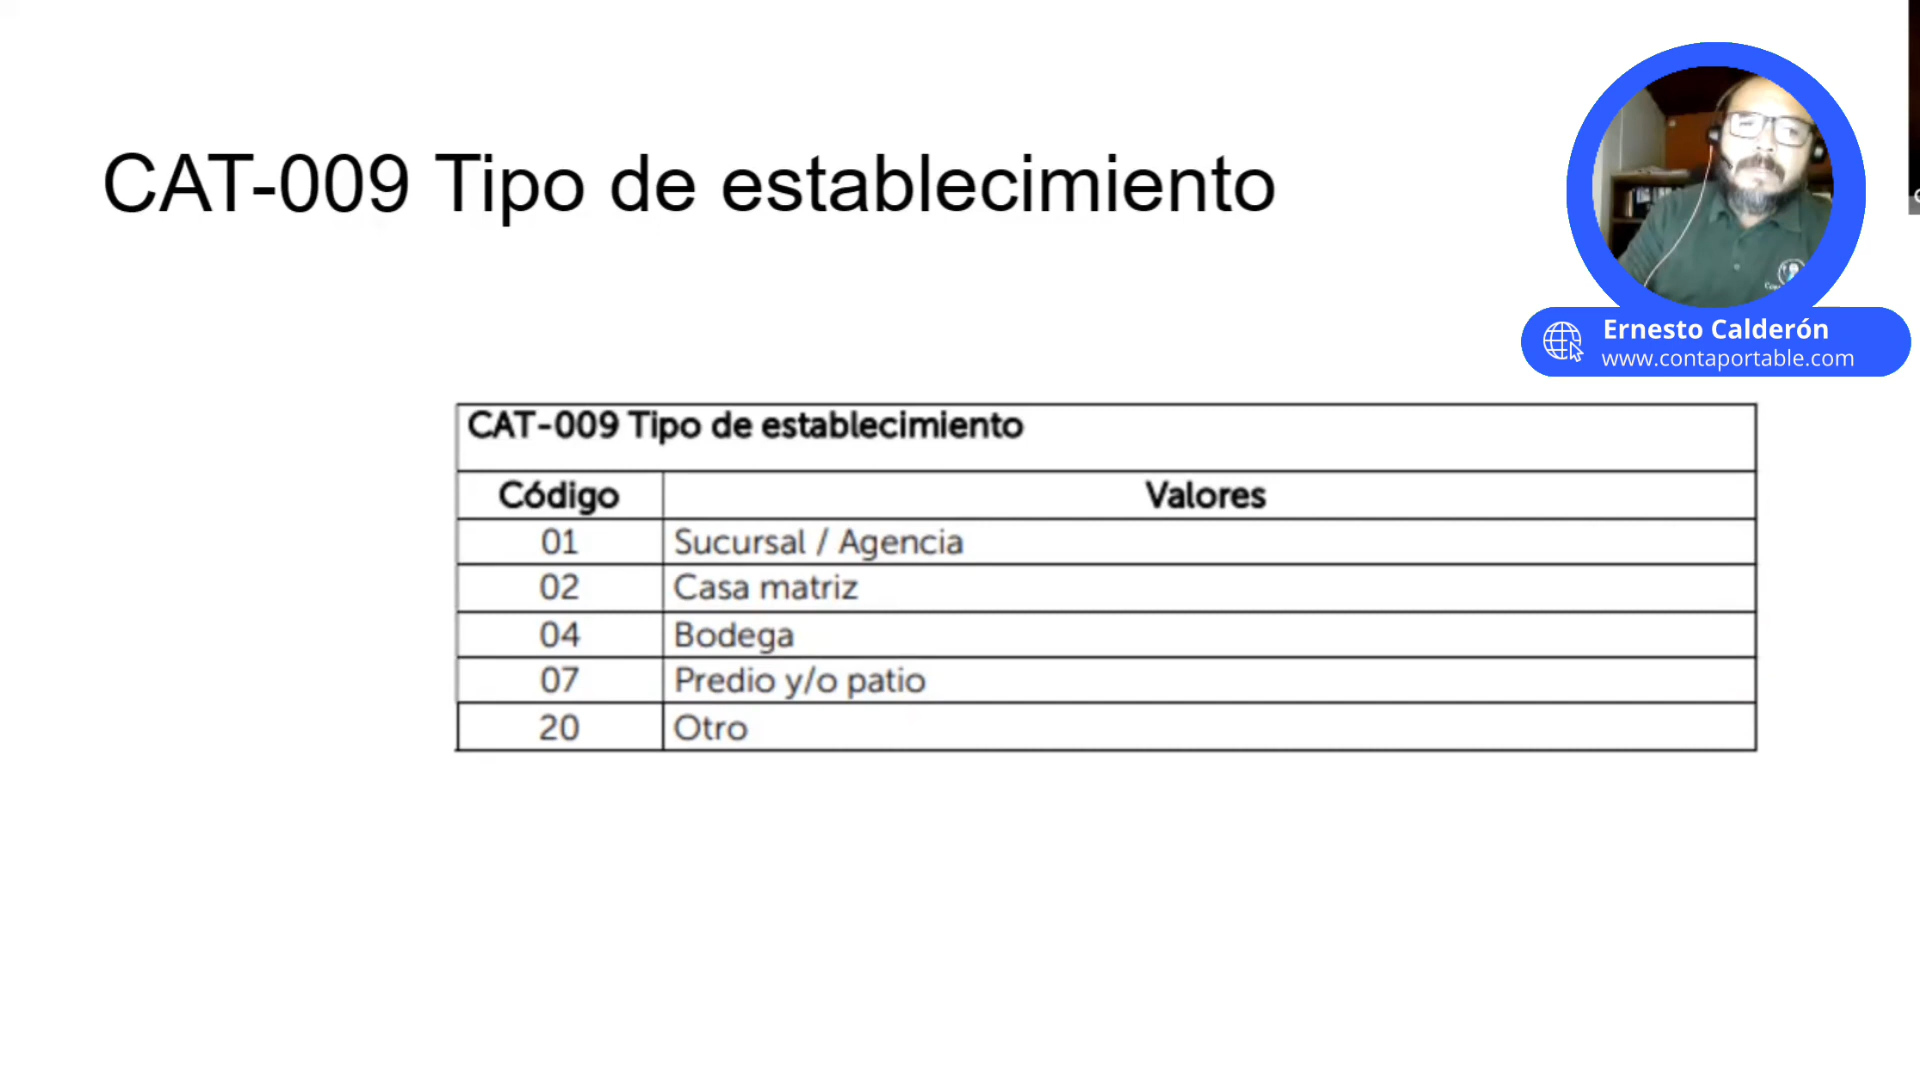 CAT-009 Tipo de establecimiento
Ernesto Calderón
www.contaportable.com
CAT-009 Tipo de establecimiento
Código Valores
01 Sucursal / Agencia
02 Casa matriz
04 Bodega
07 Predio y/o patio
20 Otro